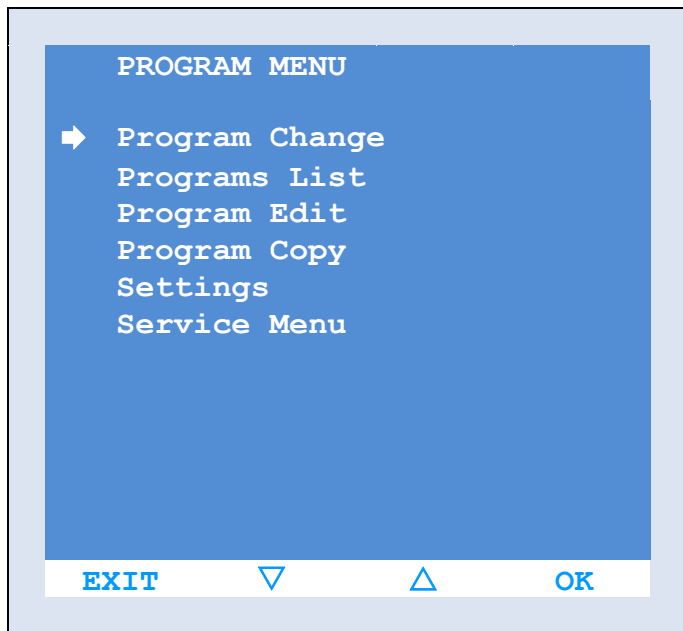 PROGRAM MENU
Program Change
Programs List
Program Edit
Program Copy
Settings
Service Menu
EXIT ▽ △ OK